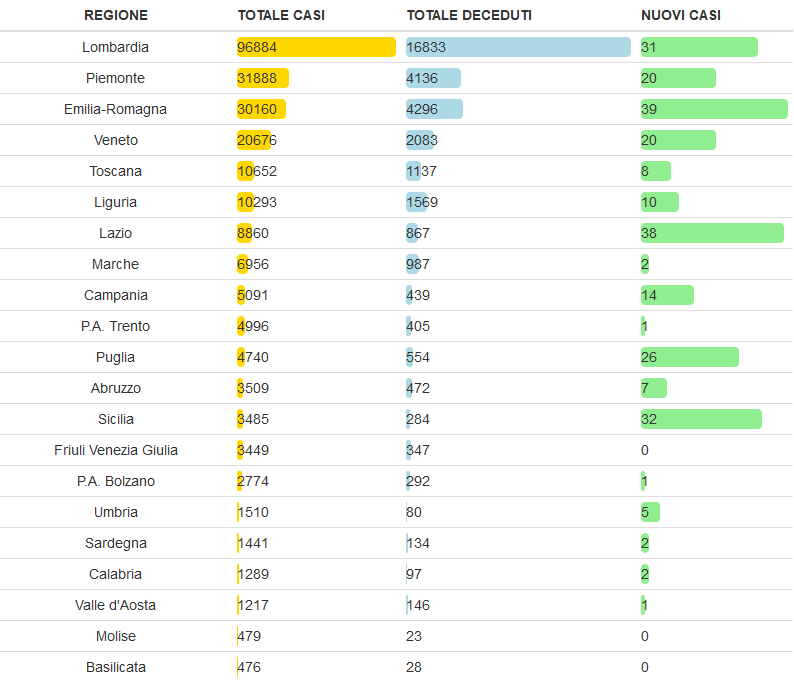 REGIONE TOTALE CASI TOTALE DECEDUTI NUOVI CASI
Lombardia 96884 16833 31
Piemonte 31888 4136 20
Emilia-Romagna 30160 4296 39
Veneto 20676 2083 20
Toscana 10652 1137 8
Liguria 10293 1569 10
Lazio 8860 867 38
Marche 6956 987 2
Campania 5091 439 14
P.A. Trento 4996 405 1
Puglia 4740 554 26
Abruzzo 3509 472 7
Sicilia 3485 284 32
Friuli Venezia Giulia 3449 347 0
P.A. Bolzano 2774 292 1
Umbria 1510 80 5
Sardegna 1441 134 2
Calabria 1289 97 2
Valle d'Aosta 1217 146 1
Molise 479 23 0
Basilicata 476 28 0